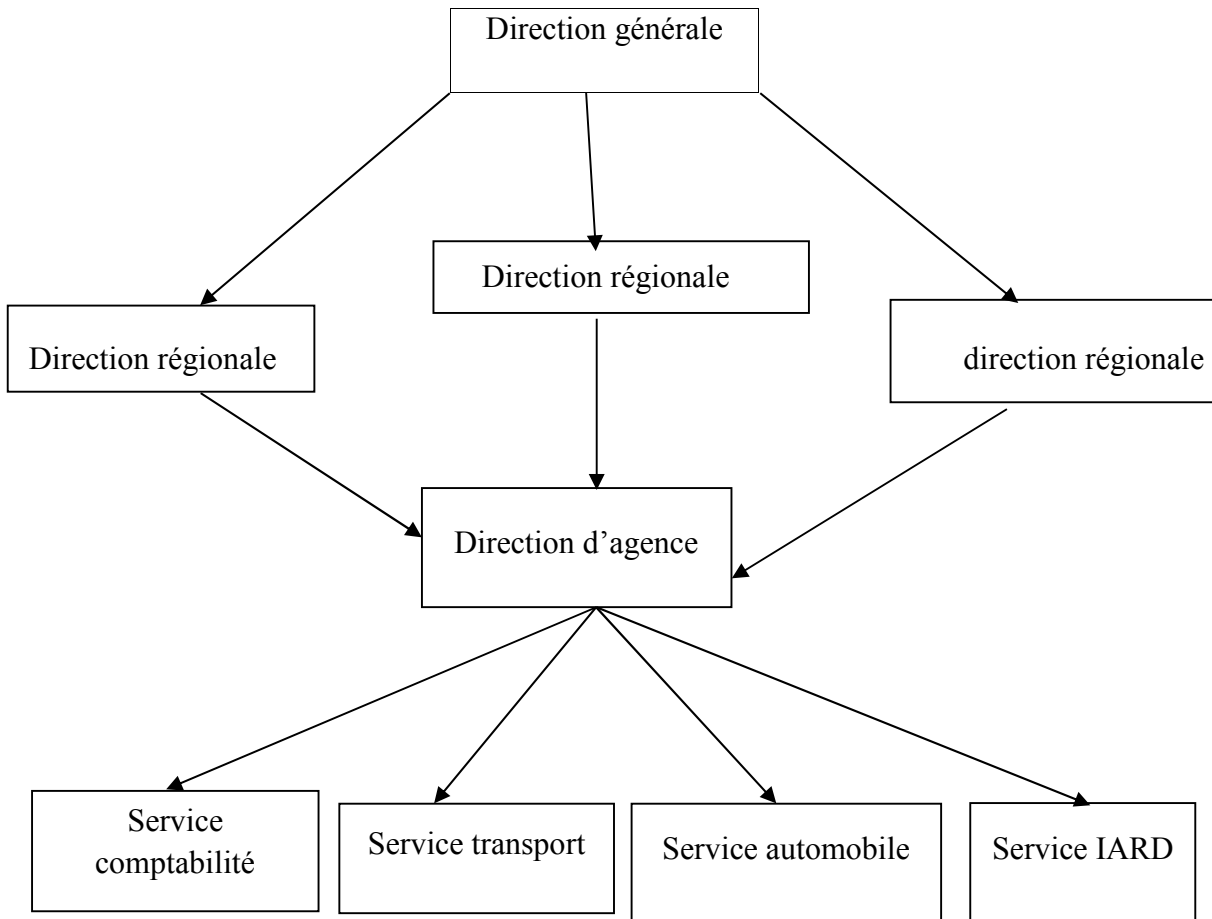 Direction générale
Direction régionale
Direction régionale
direction régionale
Direction d’agence
Service
comptabilité
Service transport
Service automobile
Service IARD